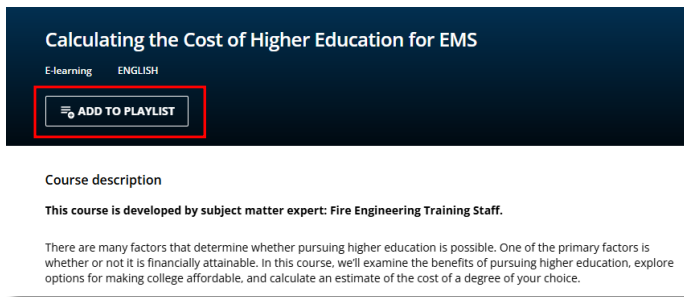 Calculating the Cost of Higher Education for EMS
E-learning ENGLISH
ADD TO PLAYLIST
Course description
This course is developed by subject matter expert: Fire Engineering Training Staff.
There are many factors that determine whether pursuing higher education is possible. One of the primary factors is
whether or not it is financially attainable. In this course, we'll examine the benefits of pursuing higher education, explore
options for making college affordable, and calculate an estimate of the cost of a degree of your choice.